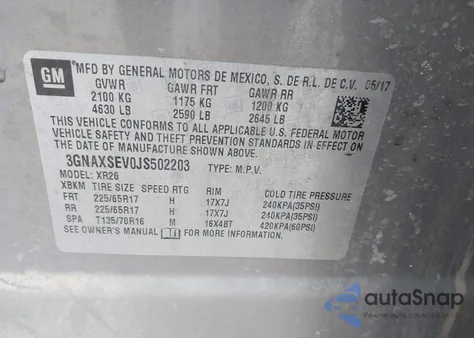 GM
MFD BY GENERAL MOTORS DE MEXICO, S. DE R.L. DE C.V. 05/17
GVWR GAWR FRT GAWR RR
2100 KG 1175 KG 1200 KG
4630 LB 2590 LB 2645 LB
THIS VEHICLE CONFORMS TO ALL APPLICABLE U.S. FEDERAL MOTOR
VEHICLE SAFETY, BUMPER, AND THEFT PREVENTION STANDARDS IN EFFECT ON
THE DATE OF MANUFACTURE SHOWN ABOVE.
3GNAXSEV0JS502203 TYPE: M.P.V.
MODEL: XR26
XBKM TIRE SIZE SPEED RTG RIM COLD TIRE PRESSURE
FRT 225/65R17 H 17X7J 240KPA(35PSI)
RR 225/65R17 H 17X7J 240KPA(35PSI)
SPA T135/70R16 M 16X4BT 420KPA(60PSI)
SEE OWNER'S MANUAL FOR MORE INFORMATION
autoSnap